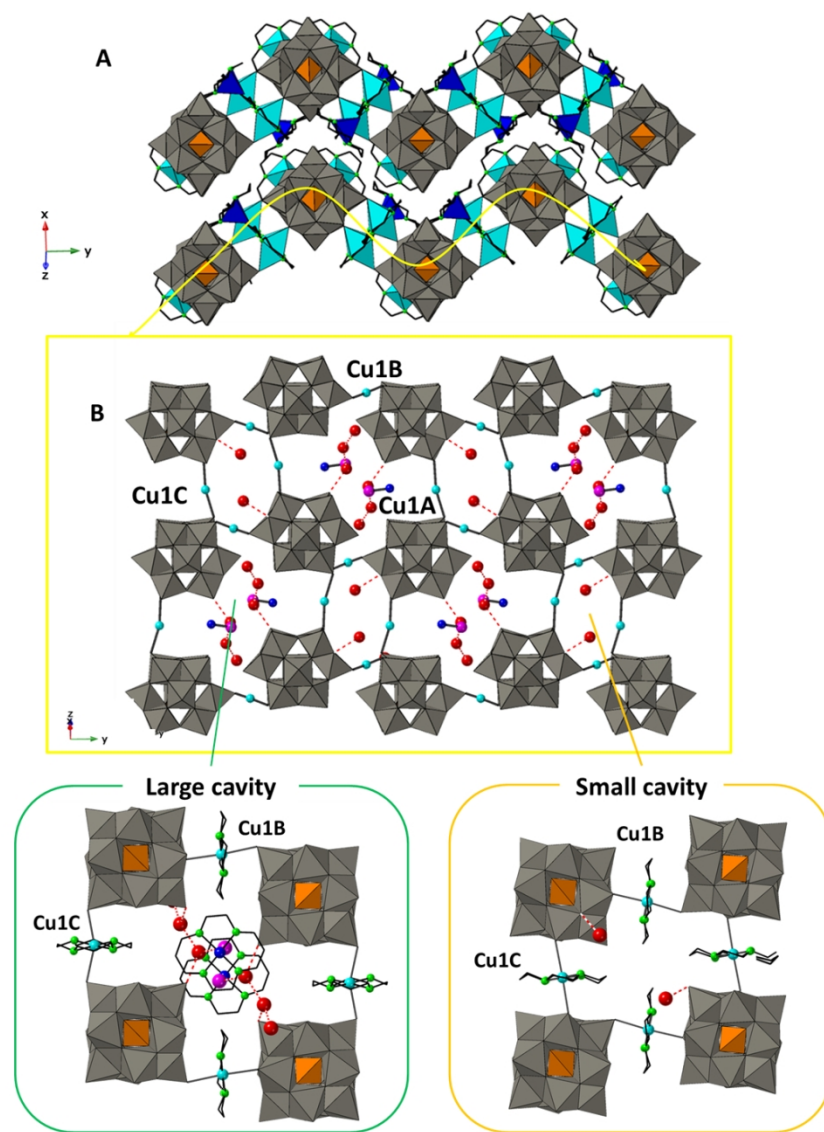 A
x
y
z
Cu1B
B
Cu1C
Cu1A
z
y
y
Large cavity
Small cavity
Cu1B
Cu1C
Cu1B
Cu1C